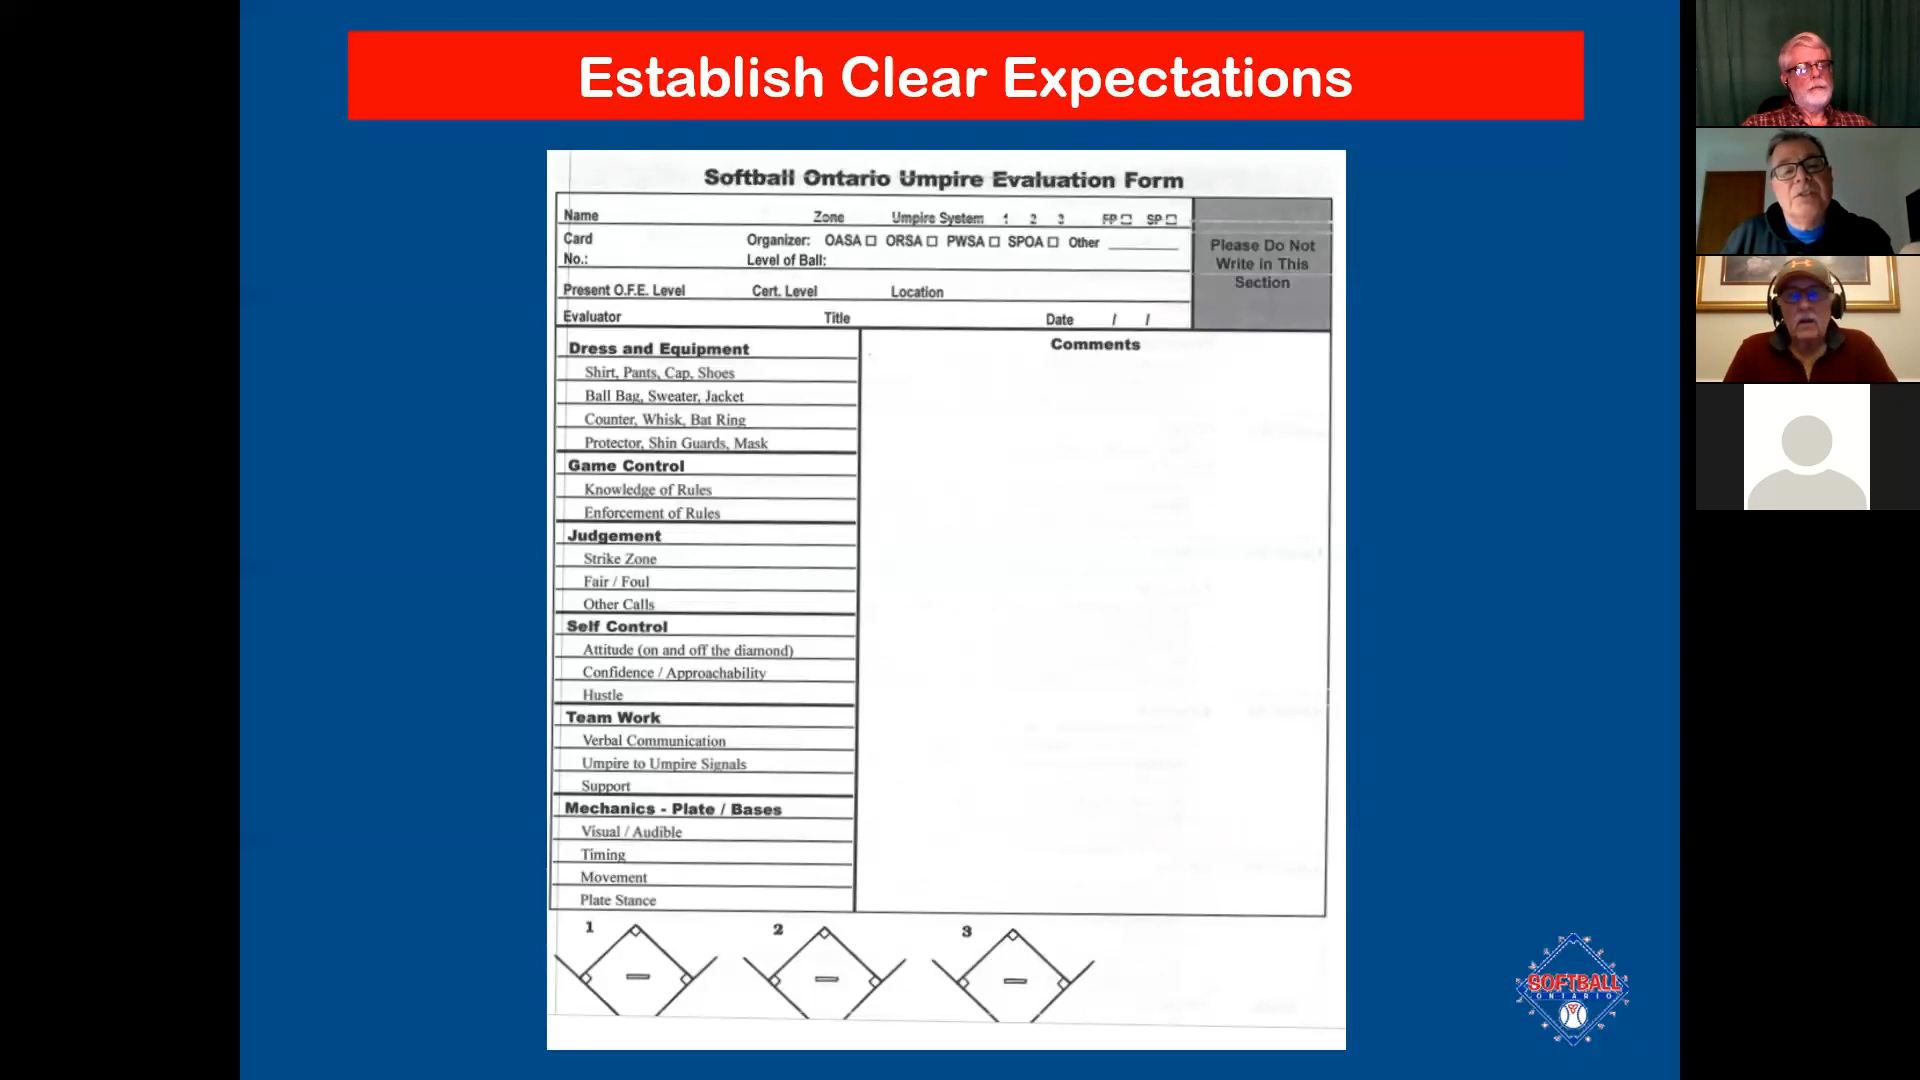 Establish Clear Expectations
Softball Ontario Umpire Evaluation Form
Name Zone Umpire System 1 2 3 FP SP
Card Organizer: OASA ORSA PWSA SPOA Other
No.: Level of Ball:
Present O.F.E. Level Cert. Level Location
Evaluator Title Date / /
Please Do Not
Write in This
Section
Dress and Equipment
Shirt, Pants, Cap, Shoes
Ball Bag, Sweater, Jacket
Counter, Whisk, Bat Ring
Protector, Shin Guards, Mask
Game Control
Knowledge of Rules
Enforcement of Rules
Judgement
Strike Zone
Fair / Foul
Other Calls
Self Control
Attitude (on and off the diamond)
Confidence / Approachability
Hustle
Team Work
Verbal Communication
Umpire to Umpire Signals
Support
Mechanics - Plate / Bases
Visual / Audible
Timing
Movement
Plate Stance
Comments
1 2 3
SOFTBALL
ONTARIO